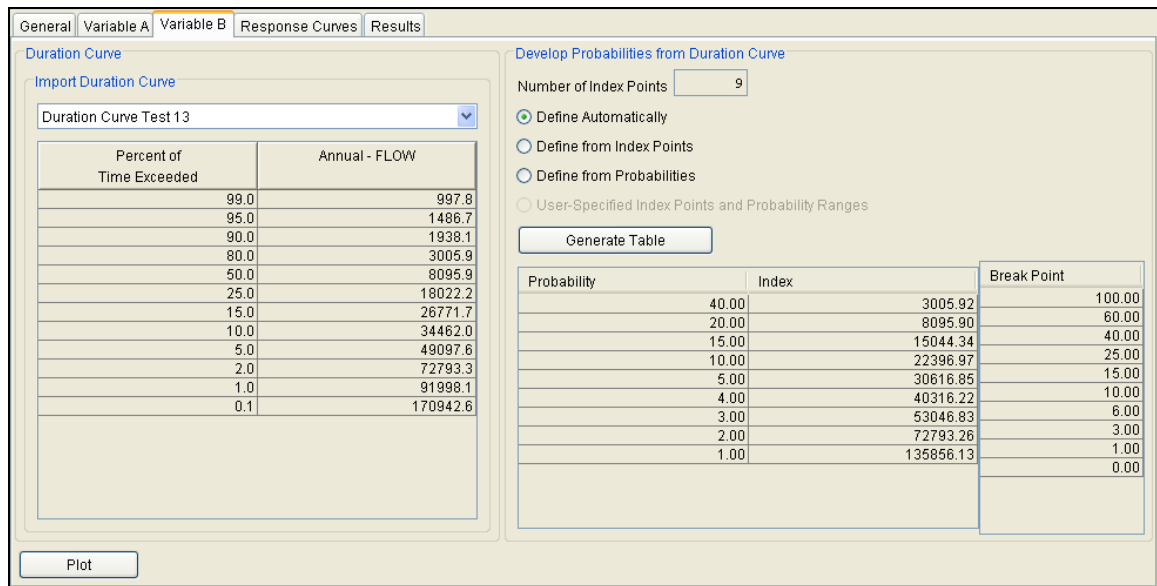 General Variable A Variable B Response Curves Results
Duration Curve
Import Duration Curve
Duration Curve Test 13
Percent of Time Exceeded Annual - FLOW
99.0 997.8
95.0 1486.7
90.0 1938.1
80.0 3005.9
50.0 8095.9
25.0 18022.2
15.0 26771.7
10.0 34462.0
5.0 49097.6
2.0 72793.3
1.0 91998.1
0.1 170942.6
Plot
Develop Probabilities from Duration Curve
Number of Index Points 9
Define Automatically
Define from Index Points
Define from Probabilities
User-Specified Index Points and Probability Ranges
Generate Table
Probability Index
40.00 3005.92
20.00 8095.90
15.00 15044.34
10.00 22396.97
5.00 30616.85
4.00 40316.22
3.00 53046.83
2.00 72793.26
1.00 135856.13
Break Point
100.00
60.00
40.00
25.00
15.00
10.00
6.00
3.00
1.00
0.00